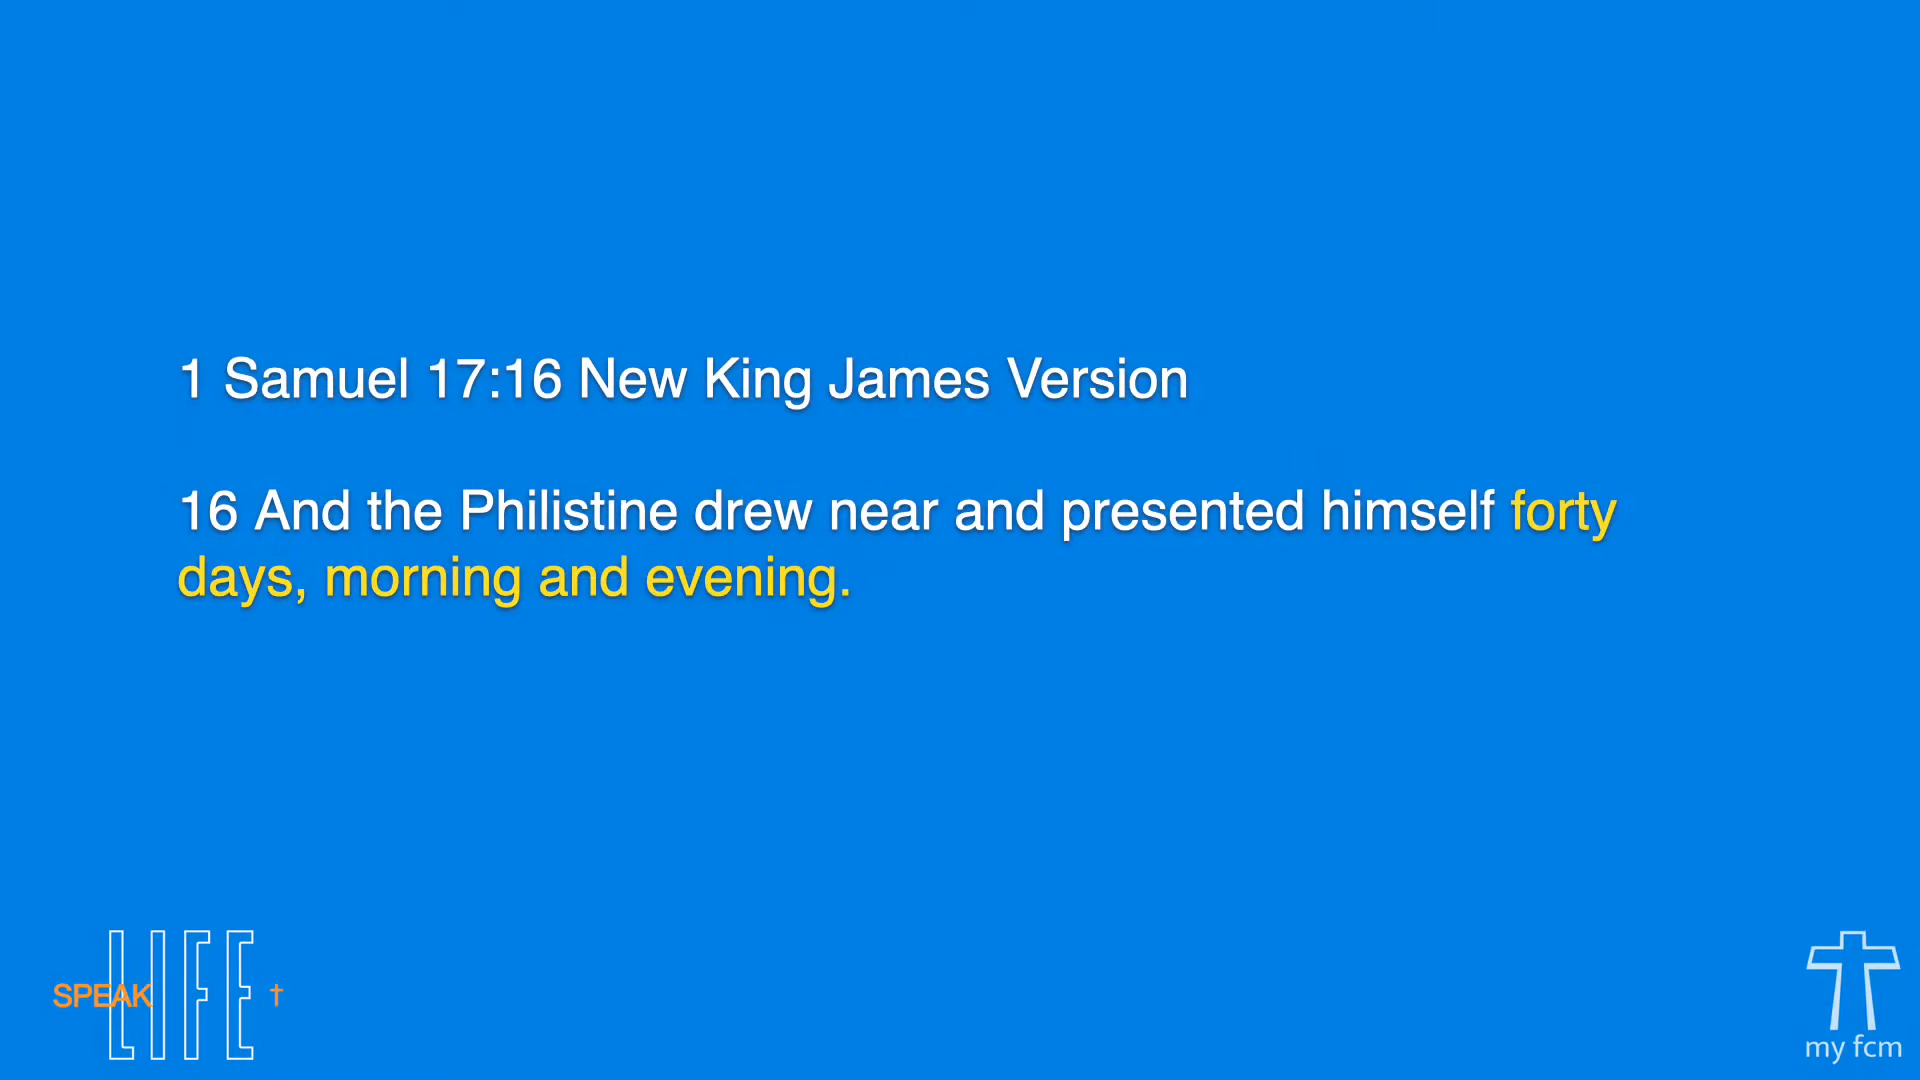 1 Samuel 17:16 New King James Version
16 And the Philistine drew near and presented himself forty
days, morning and evening.
SPEAK LIFE †
my fcm